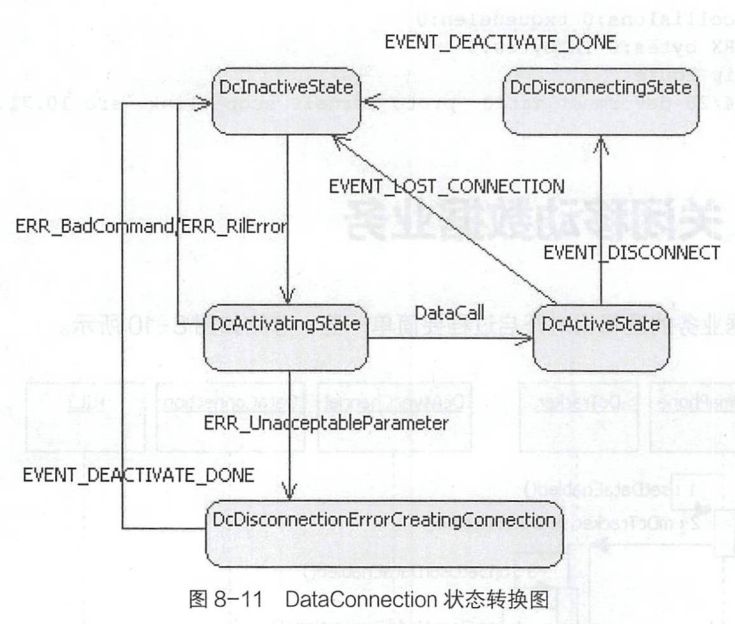 EVENT_DEACTIVATE_DONE
DcInactiveState
DcDisconnectingState
EVENT_LOST_CONNECTION
ERR_BadCommand/ERR_RilError
EVENT_DISCONNECT
DcActivatingState
DataCall
DcActiveState
ERR_UnacceptableParameter
EVENT_DEACTIVATE_DONE
DcDisconnectionErrorCreatingConnection
图 8-11 DataConnection 状态转换图